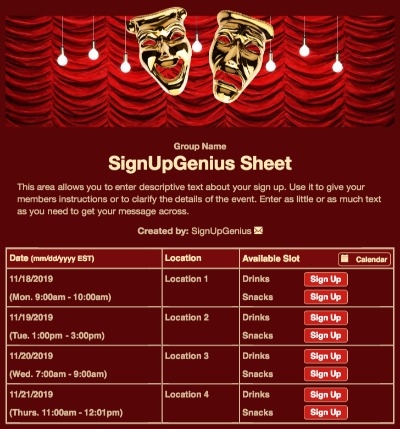 Group Name
SignUpGenius Sheet
This area allows you to enter descriptive text about your sign up. Use it to give your
members instructions or to clarify the details of the event. Enter as little or as much text
as you need to get your message across.
Created by: SignUpGenius
Date (mm/dd/yyyy EST) Location Available Slot Calendar
11/18/2019 Location 1 Drinks Sign Up
(Mon. 9:00am - 10:00am) Snacks Sign Up
11/19/2019 Location 2 Drinks Sign Up
(Tue. 1:00pm - 3:00pm) Snacks Sign Up
11/20/2019 Location 3 Drinks Sign Up
(Wed. 7:00am - 9:00am) Snacks Sign Up
11/21/2019 Location 4 Drinks Sign Up
(Thurs. 11:00am - 12:01pm) Snacks Sign Up